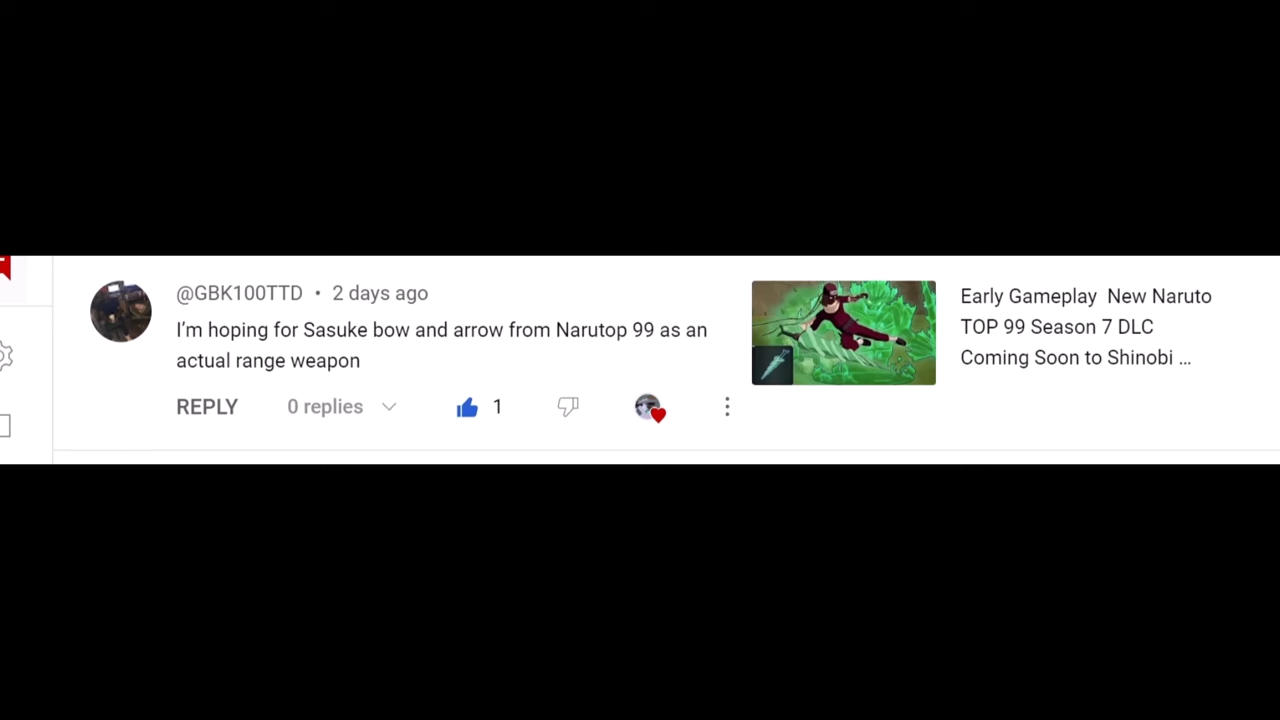 @GBK100TTD • 2 days ago
I'm hoping for Sasuke bow and arrow from Narutop 99 as an
actual range weapon
REPLY 0 replies 1
Early Gameplay New Naruto
TOP 99 Season 7 DLC
Coming Soon to Shinobi ...